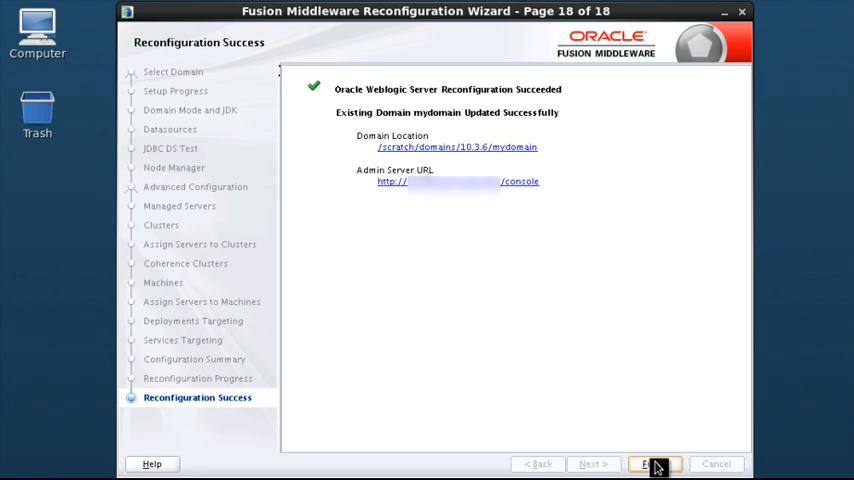 Fusion Middleware Reconfiguration Wizard - Page 18 of 18
Computer
Trash
Reconfiguration Success
ORACLE
FUSION MIDDLEWARE
Select Domain
Setup Progress
Domain Mode and JDK
Datasources
JDBC DS Test
Node Manager
Advanced Configuration
Managed Servers
Clusters
Assign Servers to Clusters
Coherence Clusters
Machines
Assign Servers to Machines
Deployments Targeting
Services Targeting
Configuration Summary
Reconfiguration Progress
Reconfiguration Success
Oracle Weblogic Server Reconfiguration Succeeded
Existing Domain mydomain Updated Successfully
Domain Location
/scratch/domains/10.3.6/mydomain
Admin Server URL
http:// /console
Help
< Back
Next >
Cancel